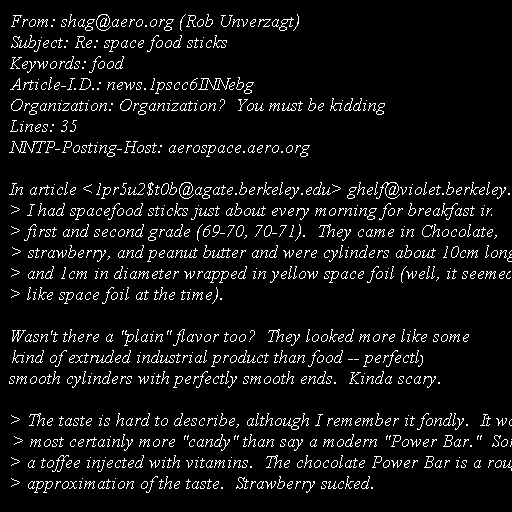 From: shag@aero.org (Rob Unverzagt)
Subject: Re: space food sticks
Keywords: food
Article-I.D.: news.1pscc6INNebg
Organization: Organization?  You must be kidding
Lines: 35
NNTP-Posting-Host: aerospace.aero.org

In article <1pr5u2$t0b@agate.berkeley.edu> ghelf@violet.berkeley.
> I had spacefood sticks just about every morning for breakfast in
> first and second grade (69-70, 70-71).  They came in Chocolate,
> strawberry, and peanut butter and were cylinders about 10cm long
> and 1cm in diameter wrapped in yellow space foil (well, it seemed
> like space foil at the time).

Wasn't there a "plain" flavor too?  They looked more like some
kind of extruded industrial product than food -- perfectly
smooth cylinders with perfectly smooth ends.  Kinda scary.

> The taste is hard to describe, although I remember it fondly.  It
> most certainly more "candy" than say a modern "Power Bar."
> a toffee injected with vitamins.  The chocolate Power Bar is a
> approximation of the taste.  Strawberry sucked.